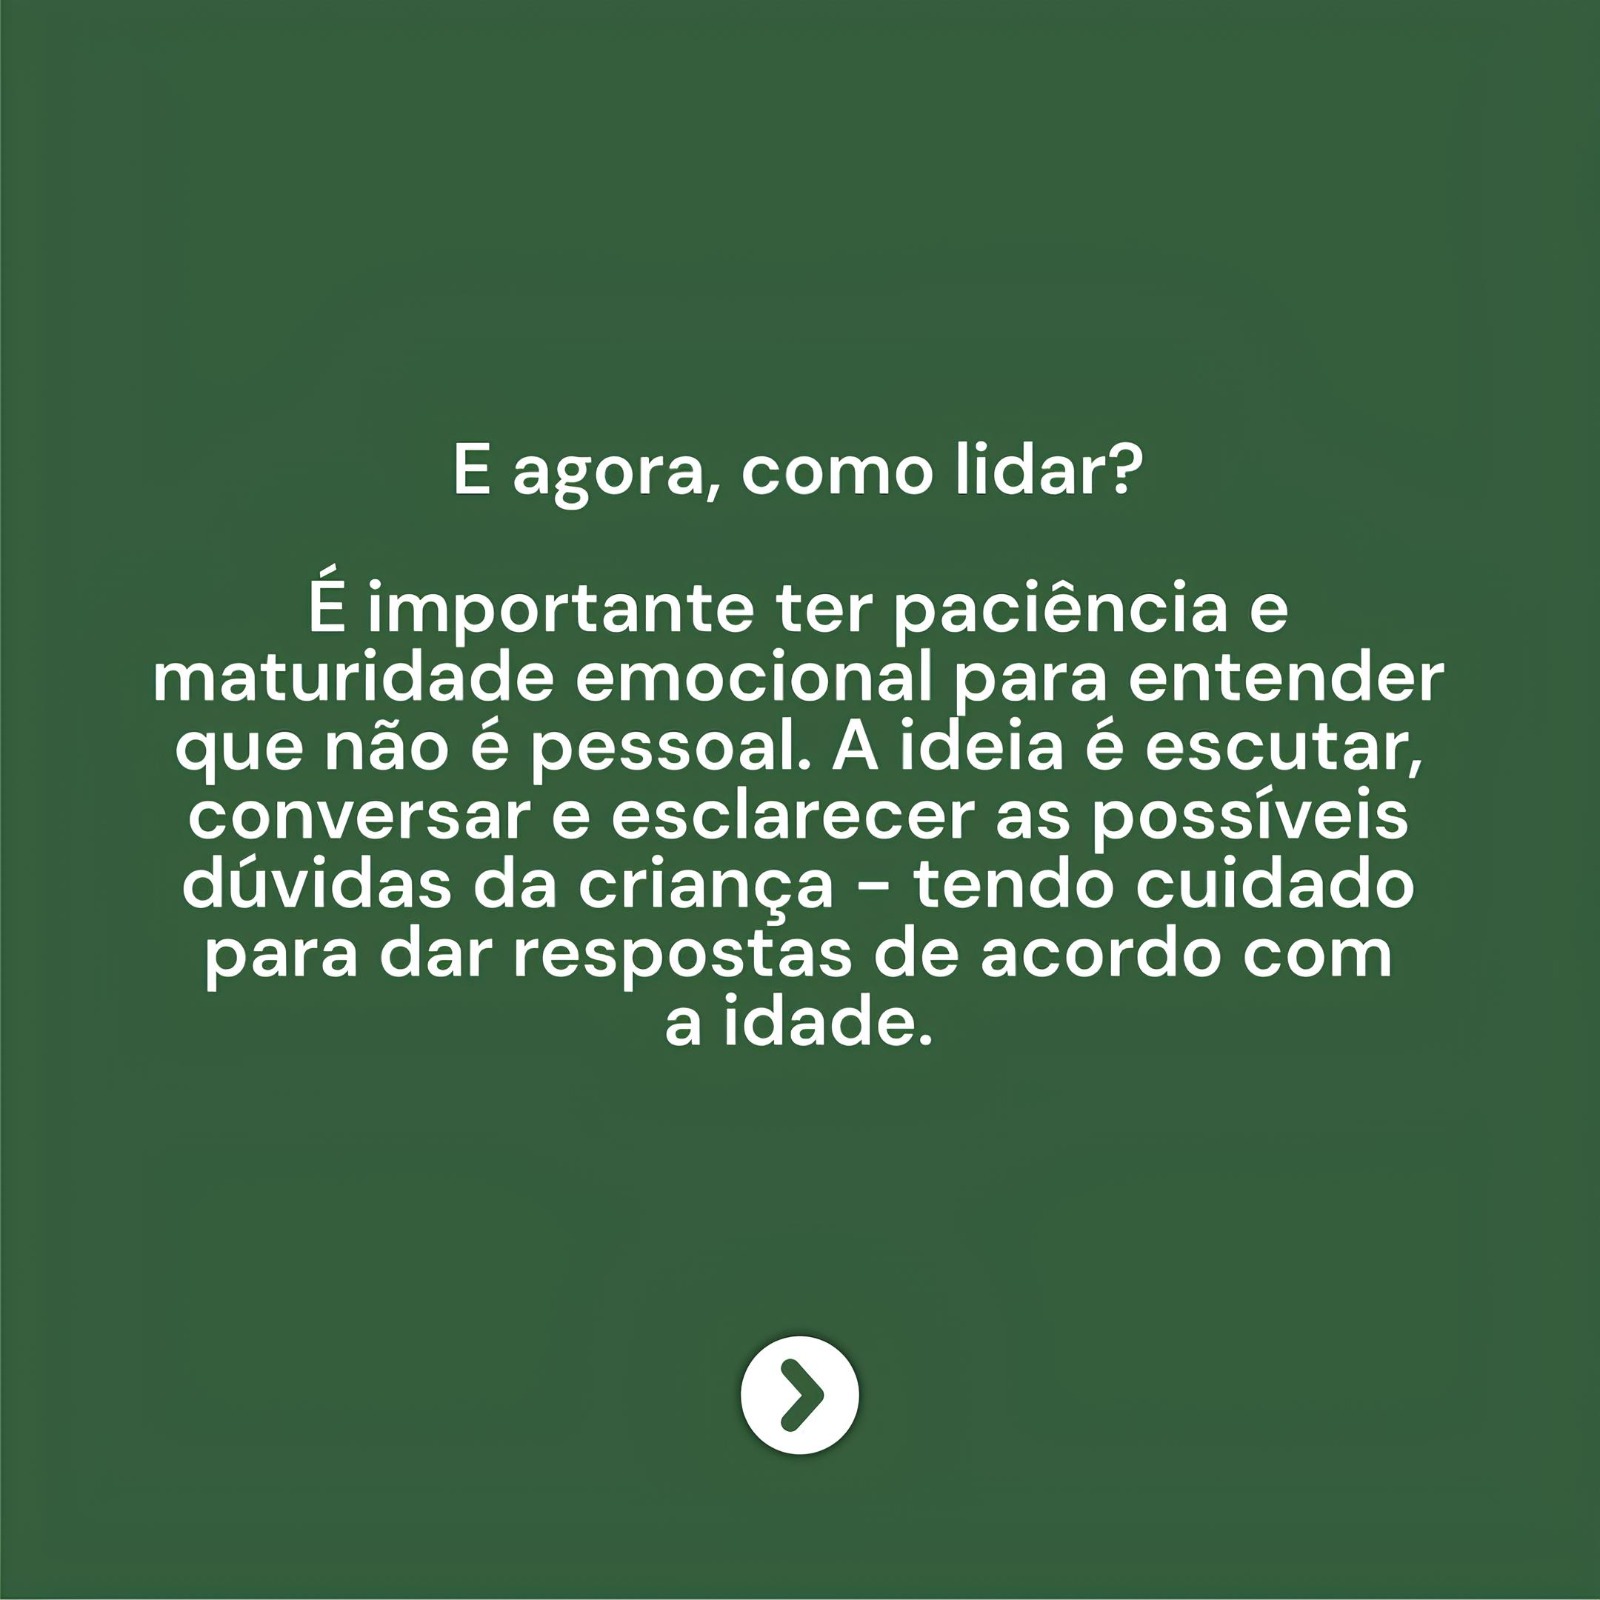 E agora, como lidar?
É importante ter paciência e
maturidade emocional para entender
que não é pessoal. A ideia é escutar,
conversar e esclarecer as possíveis
dúvidas da criança - tendo cuidado
para dar respostas de acordo com
a idade.